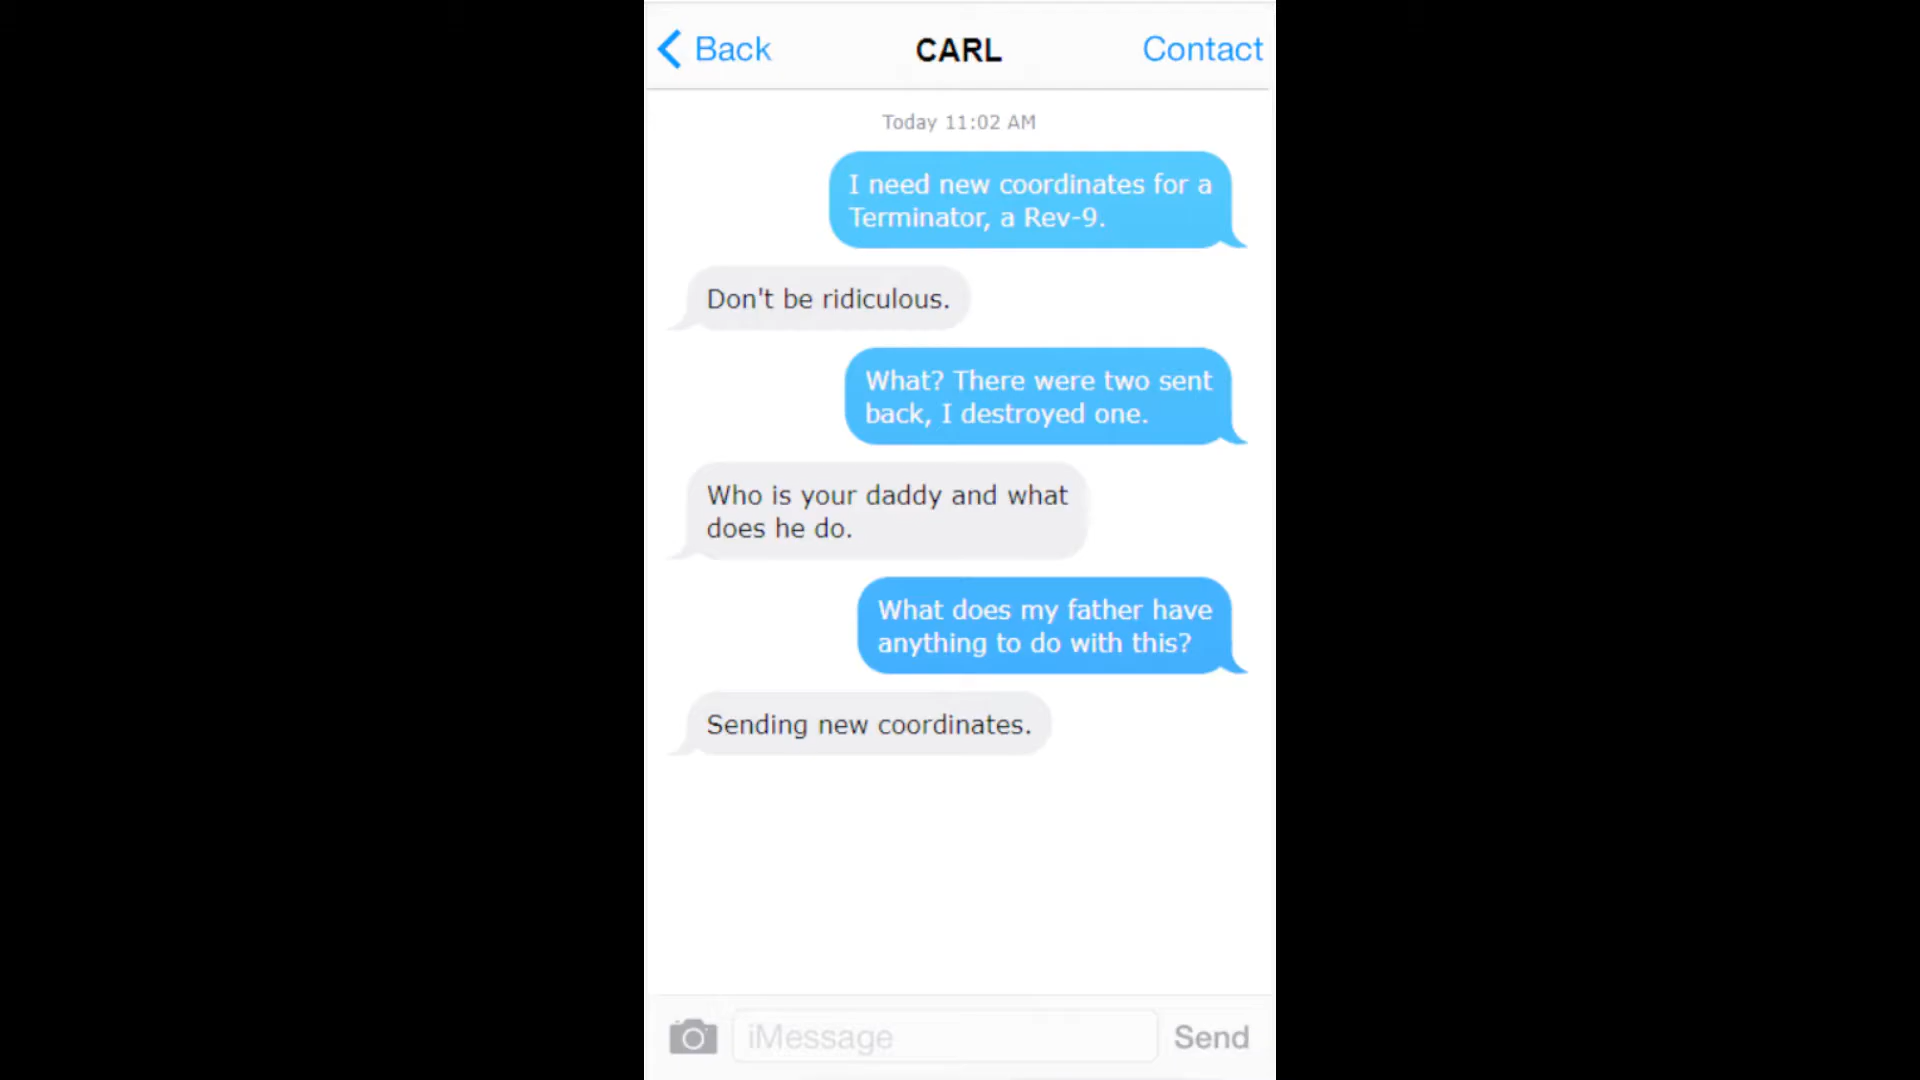 Back CARL Contact
Today 11:02 AM
I need new coordinates for a
Terminator, a Rev-9.
Don't be ridiculous.
What? There were two sent
back, I destroyed one.
Who is your daddy and what
does he do.
What does my father have
anything to do with this?
Sending new coordinates.
iMessage Send